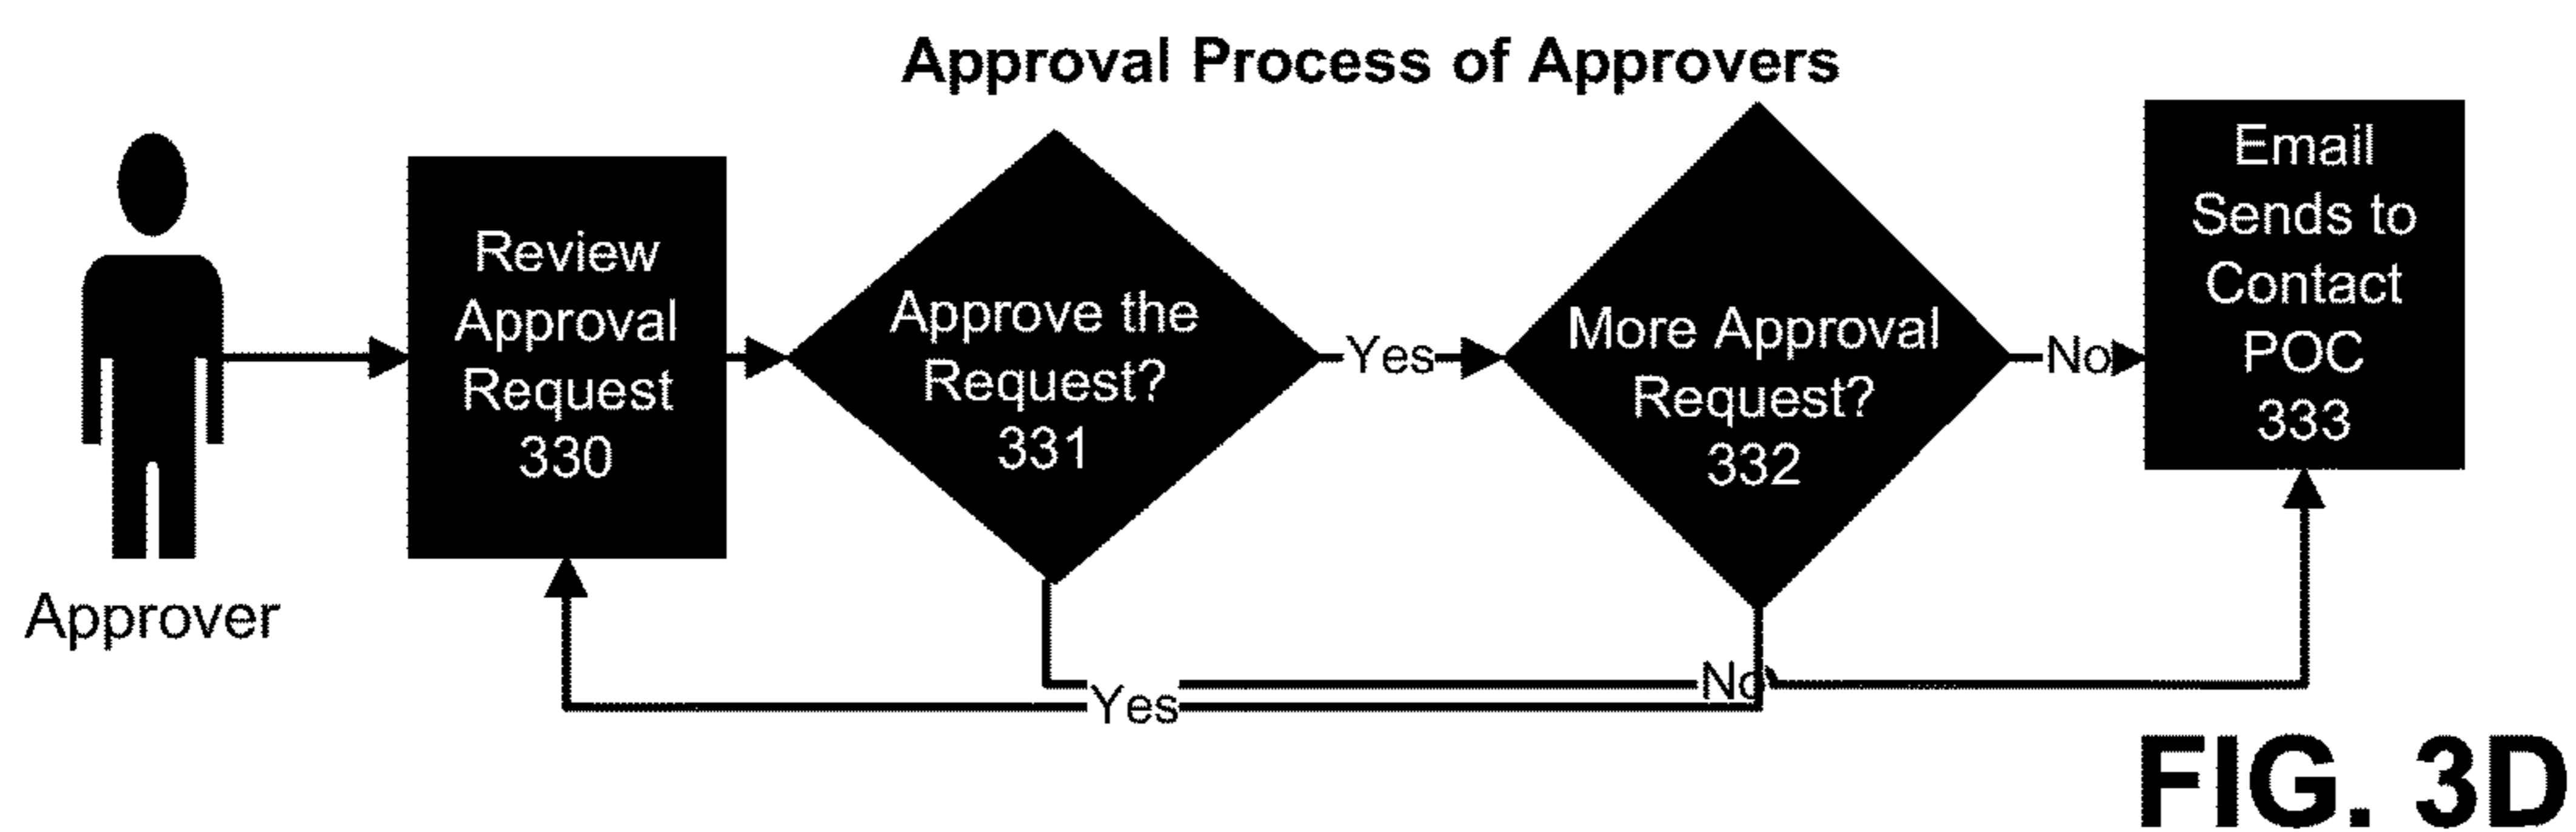 Approval Process of Approvers
Approver
Review
Approval
Request
330
Approve the
Request?
331
Yes
More Approval
Request?
332
No
Email
Sends to
Contact
POC
333
No
Yes
FIG. 3D